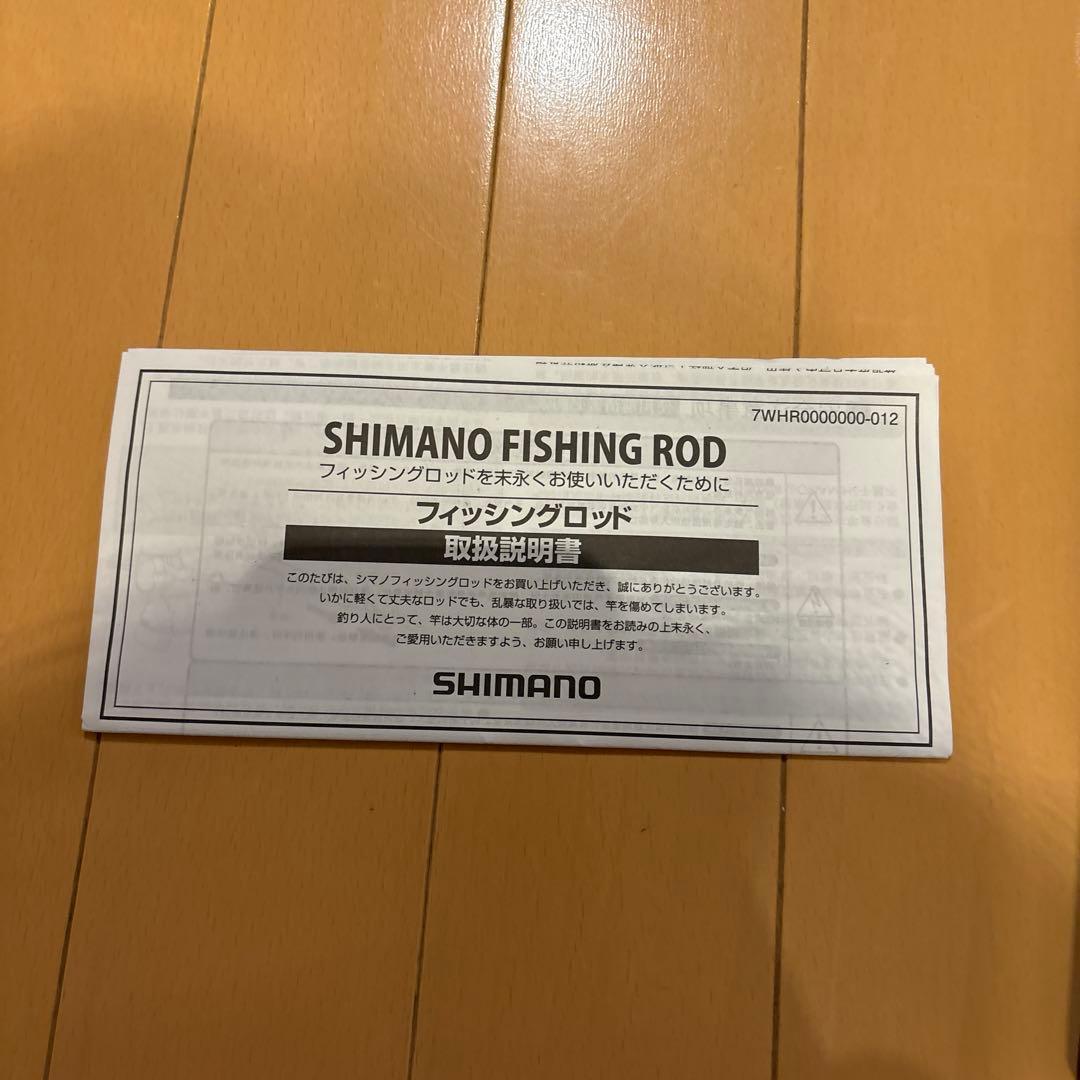 7WHR0000000-012
SHIMANO FISHING ROD
フィッシングロッドを末永くお使いいただくために
フィッシングロッド
取扱説明書
このたびは、シマノフィッシングロッドをお買い上げいただき、誠にありがとうございます。
いかに軽くて丈夫なロッドでも、乱暴な取り扱いでは、竿を傷めてしまいます。
釣り人にとって、竿は大切な体の一部。この説明書をお読みの上末永く、
ご愛用いただきますよう、お願い申し上げます。
SHIMANO